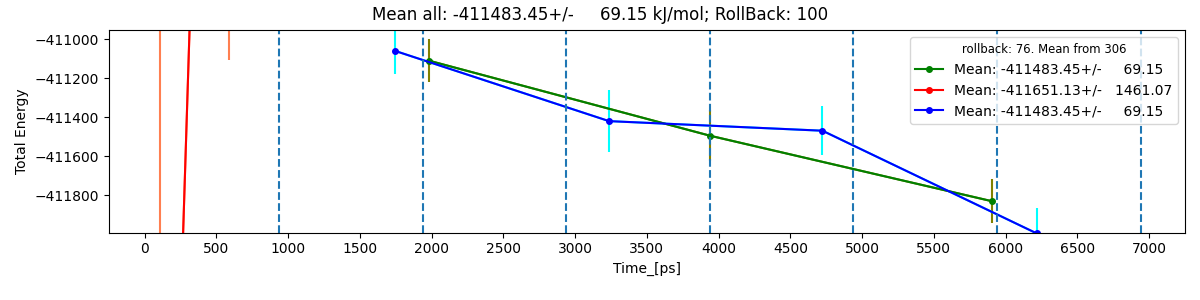 Mean all: -411483.45+/-     69.15 kJ/mol; RollBack: 100
Total Energy
−411000
−411200
−411400
−411600
−411800
rollback: 76. Mean from 306
Mean: -411483.45+/-     69.15
Mean: -411651.13+/-   1461.07
Mean: -411483.45+/-     69.15
0 500 1000 1500 2000 2500 3000 3500 4000 4500 5000 5500 6000 6500 7000
Time_[ps]